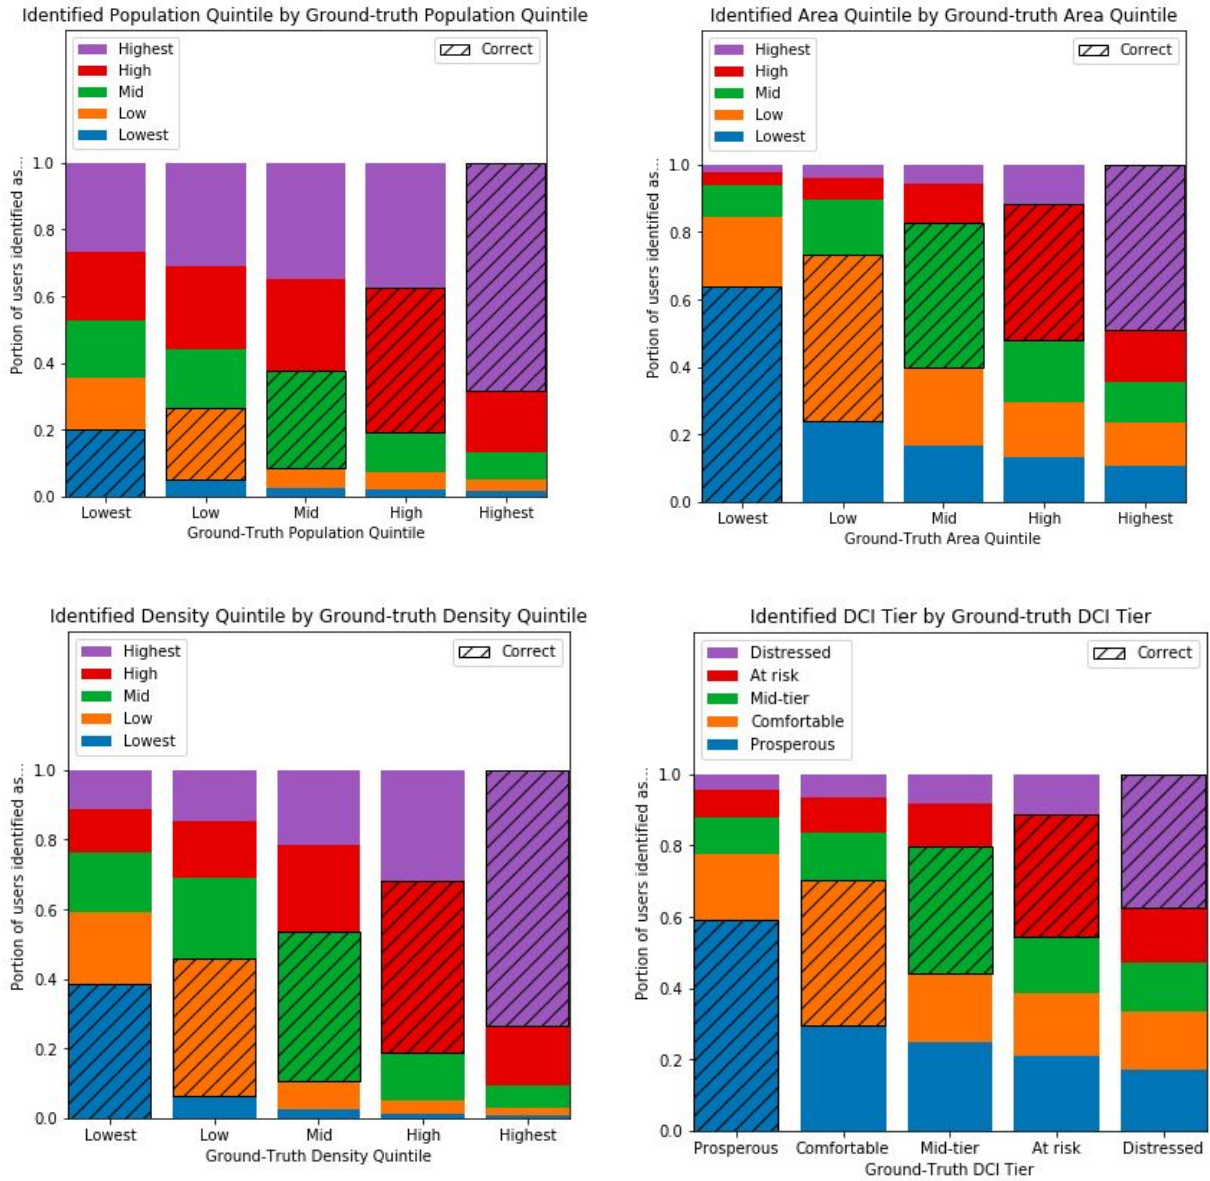 Identified Population Quintile by Ground-truth Population Quintile
Highest
High
Mid
Low
Lowest
Correct
Portion of users identified as...
1.0
0.8
0.6
0.4
0.2
0.0
Lowest Low Mid High Highest
Ground-Truth Population Quintile
Identified Area Quintile by Ground-truth Area Quintile
Highest
High
Mid
Low
Lowest
Correct
Portion of users identified as...
1.0
0.8
0.6
0.4
0.2
0.0
Lowest Low Mid High Highest
Ground-Truth Area Quintile
Identified Density Quintile by Ground-truth Density Quintile
Highest
High
Mid
Low
Lowest
Correct
Portion of users identified as...
1.0
0.8
0.6
0.4
0.2
0.0
Lowest Low Mid High Highest
Ground-Truth Density Quintile
Identified DCI Tier by Ground-truth DCI Tier
Distressed
At risk
Mid-tier
Comfortable
Prosperous
Correct
Portion of users identified as...
1.0
0.8
0.6
0.4
0.2
0.0
Prosperous Comfortable Mid-tier At risk Distressed
Ground-Truth DCI Tier